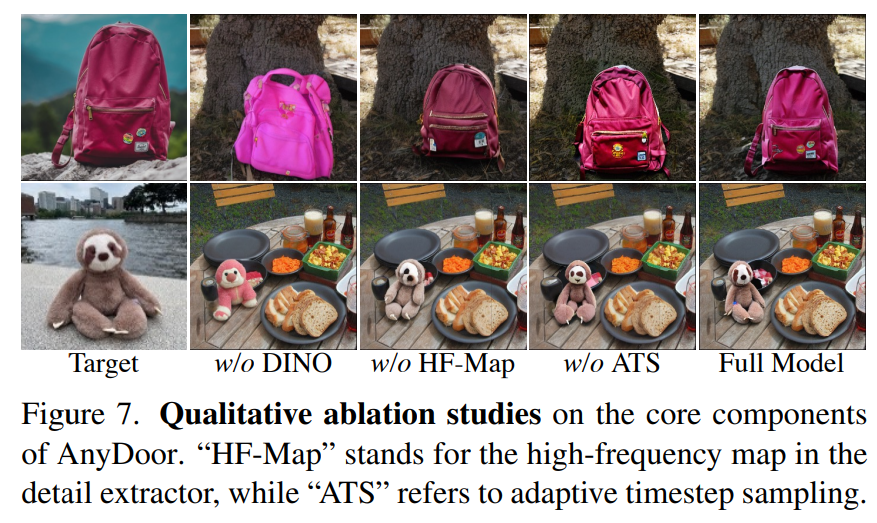 Target w/o DINO w/o HF-Map w/o ATS Full Model
Figure 7. Qualitative ablation studies on the core components
of AnyDoor. “HF-Map” stands for the high-frequency map in the
detail extractor, while “ATS” refers to adaptive timestep sampling.